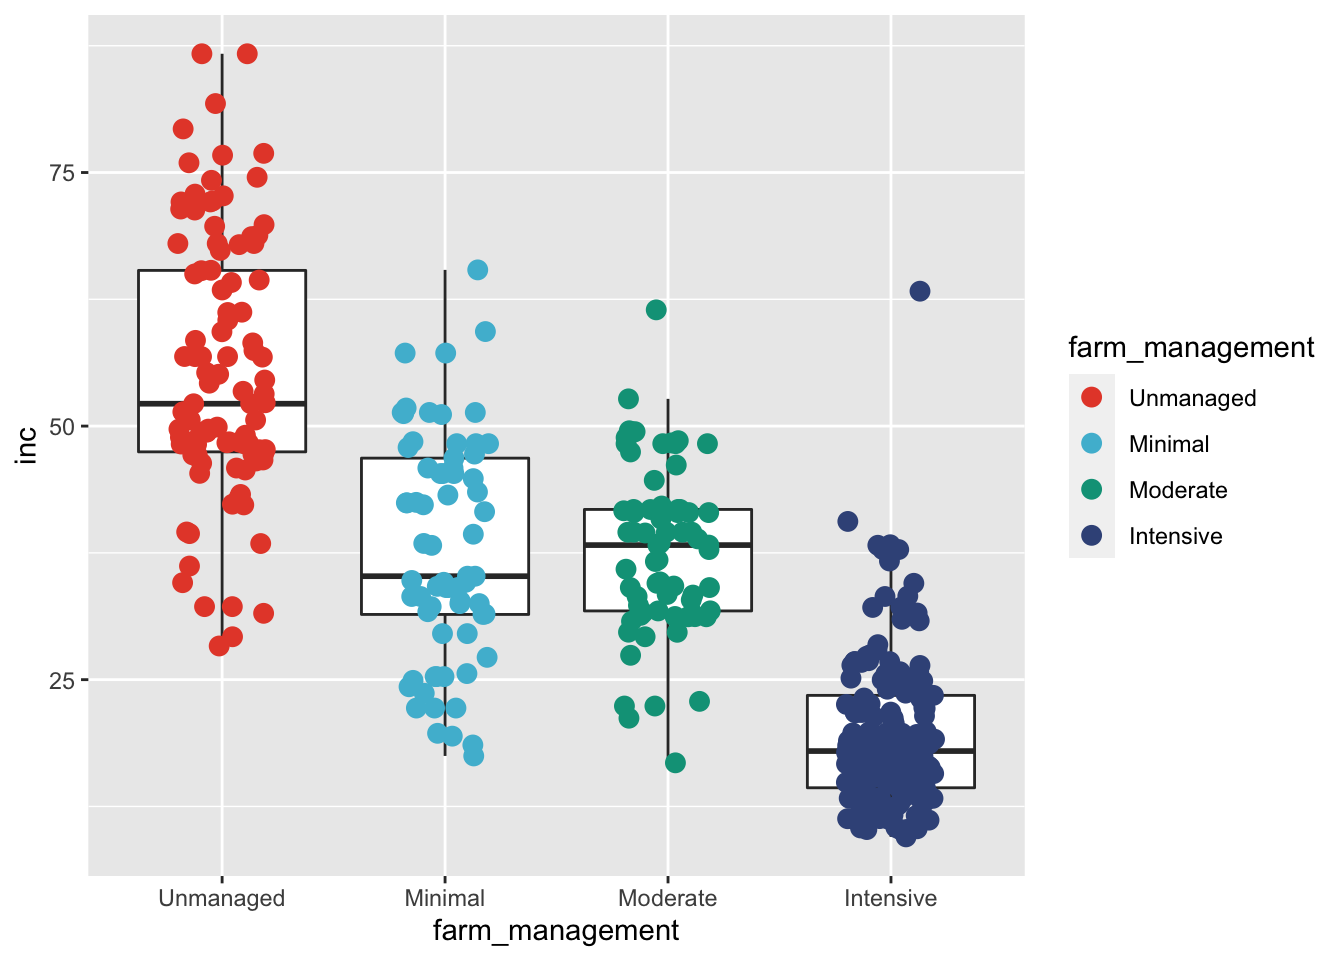 inc
75
50
25
Unmanaged
Minimal
Moderate
Intensive
farm_management
farm_management
Unmanaged
Minimal
Moderate
Intensive